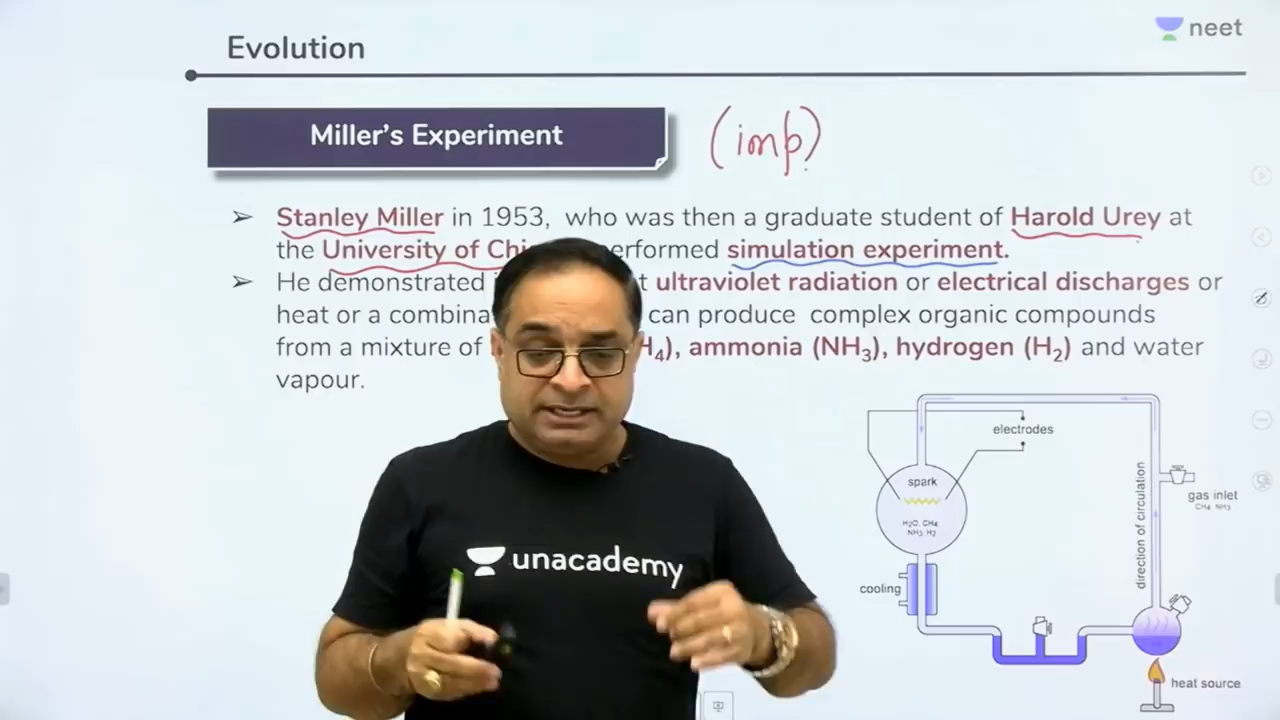 neet
Evolution
Miller's Experiment
(imp)
➢ Stanley Miller in 1953, who was then a graduate student of Harold Urey at
the University of Chi performed simulation experiment.
➢ He demonstrated ultraviolet radiation or electrical discharges or
heat or a combina can produce complex organic compounds
from a mixture of H₄), ammonia (NH₃), hydrogen (H₂) and water
vapour.
electrodes
spark
H₂O, CH₄
NH₃, H₂
direction of circulation
gas inlet
CH₄, NH₃
cooling
heat source
unacademy